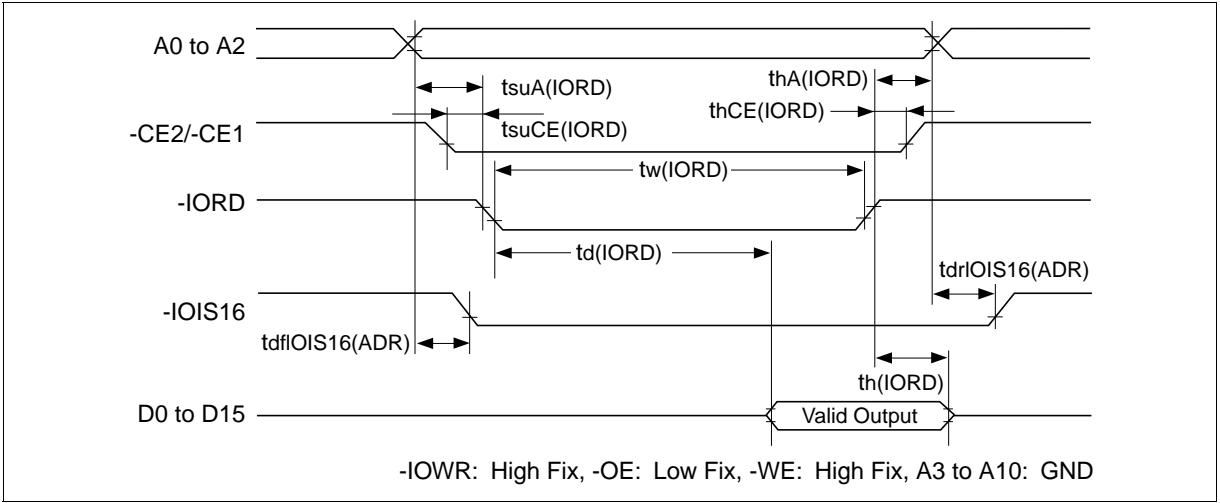 A0 to A2
tsuA(IORD)
thA(IORD)
thCE(IORD)
-CE2/-CE1
tsuCE(IORD)
tw(IORD)
-IORD
td(IORD)
tdrIOIS16(ADR)
-IOIS16
tdfIOIS16(ADR)
th(IORD)
D0 to D15
Valid Output
-IOWR: High Fix, -OE: Low Fix, -WE: High Fix, A3 to A10: GND